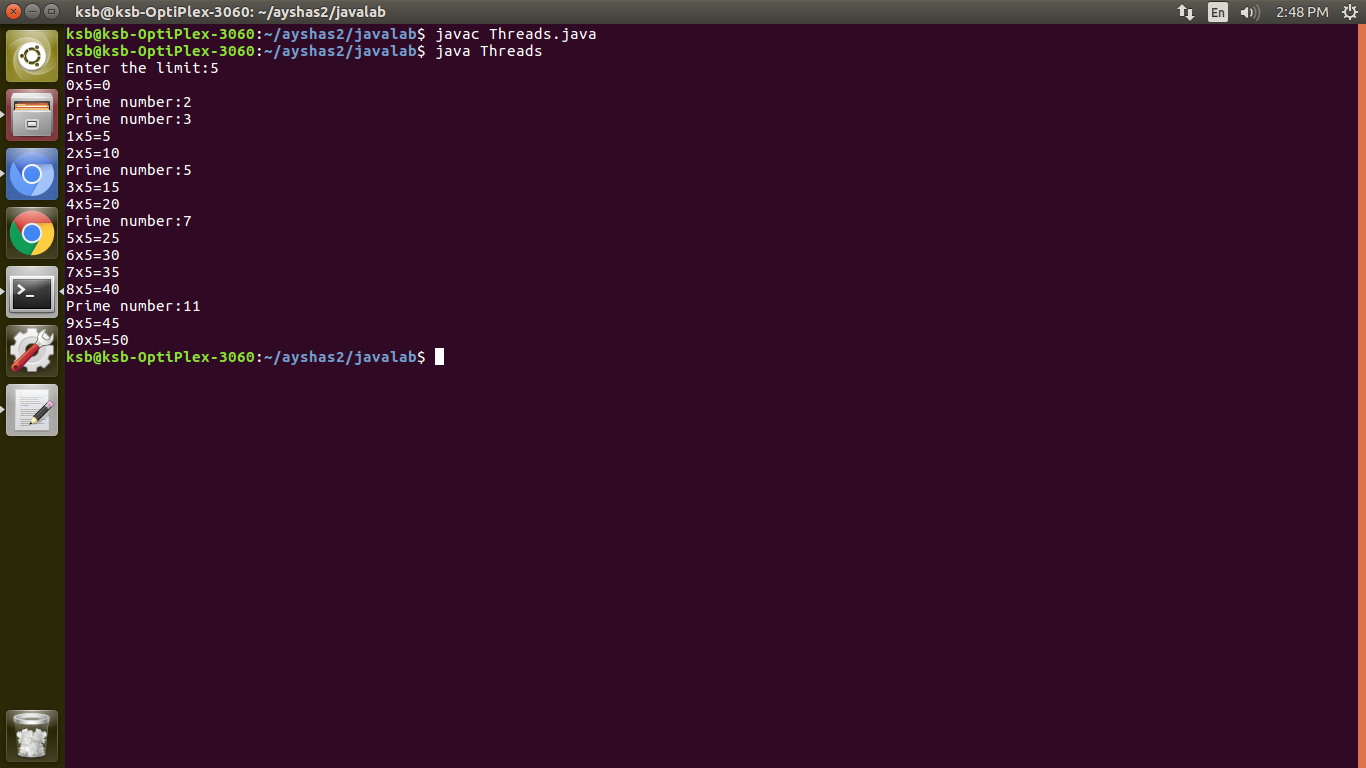 ksb@ksb-OptiPlex-3060: ~/ayshas2/javalab
En
2:48 PM
ksb@ksb-OptiPlex-3060:~/ayshas2/javalab$ javac Threads.java
ksb@ksb-OptiPlex-3060:~/ayshas2/javalab$ java Threads
Enter the limit:5
0x5=0
Prime number:2
Prime number:3
1x5=5
2x5=10
Prime number:5
3x5=15
4x5=20
Prime number:7
5x5=25
6x5=30
7x5=35
8x5=40
Prime number:11
9x5=45
10x5=50
ksb@ksb-OptiPlex-3060:~/ayshas2/javalab$